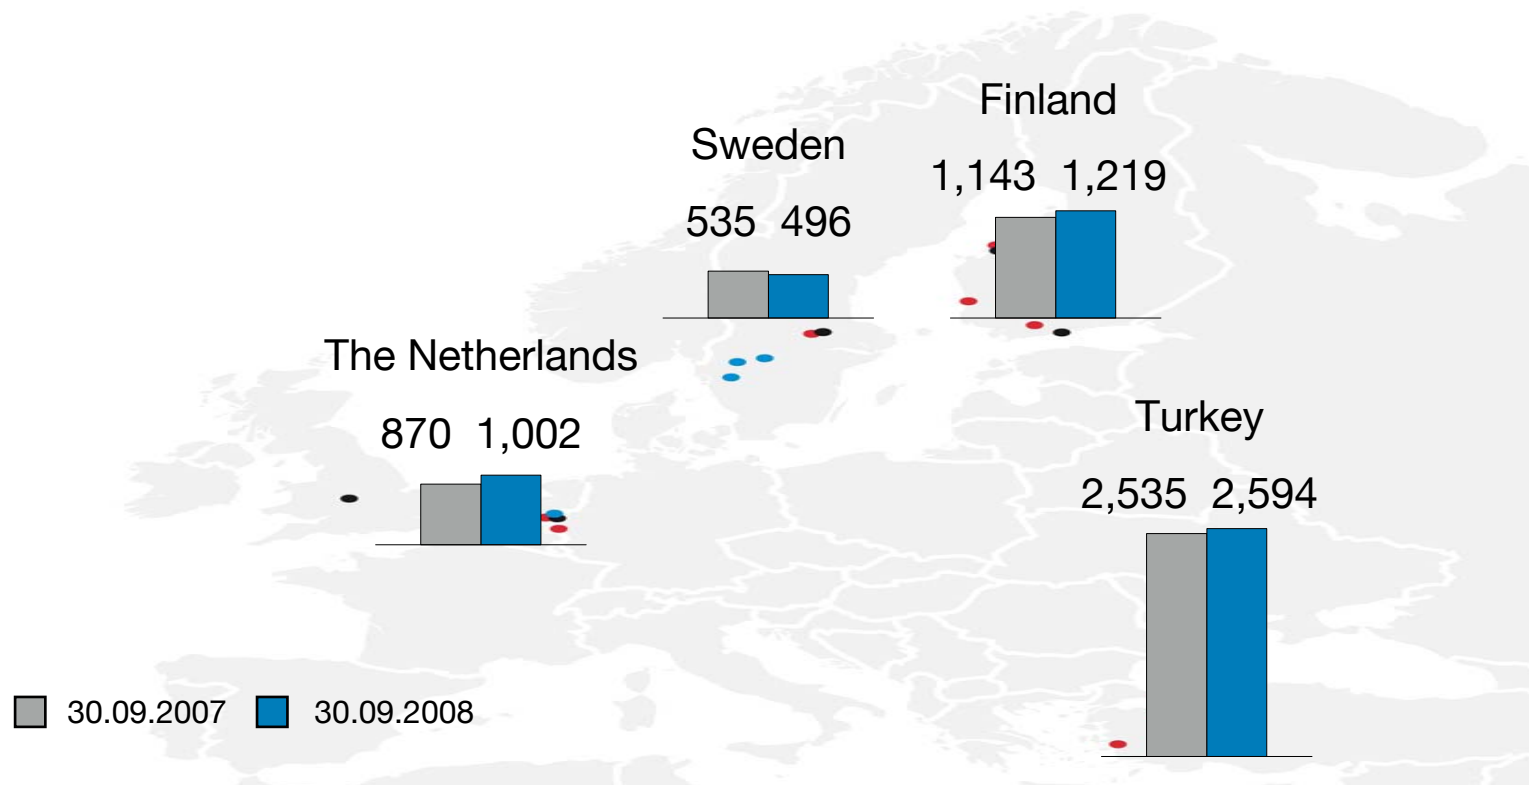 Finland
1,143 1,219
Sweden
535 496
The Netherlands
870 1,002
Turkey
2,535 2,594
30.09.2007 30.09.2008